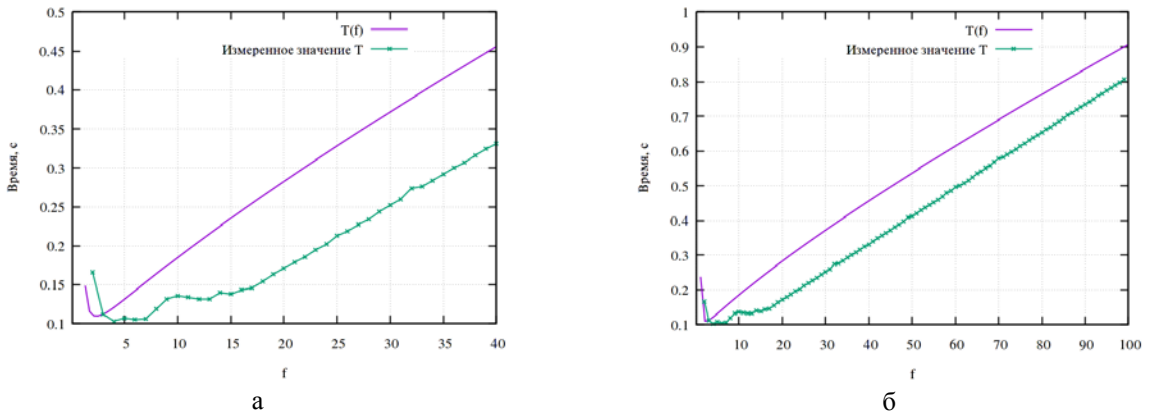 0.5
0.45
0.4
0.35
0.3
0.25
0.2
0.15
0.1
Время, с
T(f)
Измеренное значение T
5 10 15 20 25 30 35 40
f
а
1
0.9
0.8
0.7
0.6
0.5
0.4
0.3
0.2
0.1
Время, с
T(f)
Измеренное значение T
10 20 30 40 50 60 70 80 90 100
f
б